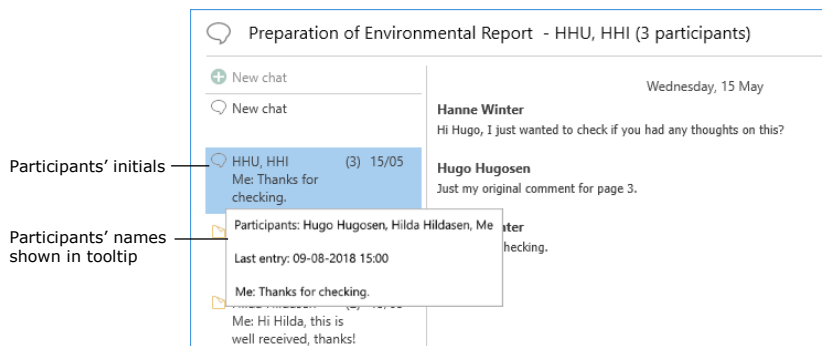 Preparation of Environmental Report - HHU, HHI (3 participants)
New chat
New chat
Participants' initials
HHU, HHI (3) 15/05
Me: Thanks for
checking.
Participants' names
shown in tooltip
Participants: Hugo Hugosen, Hilda Hildasen, Me
Last entry: 09-08-2018 15:00
Me: Thanks for checking.
Me: Hi Hilda, this is
well received, thanks!
Wednesday, 15 May
Hanne Winter
Hi Hugo, I just wanted to check if you had any thoughts on this?
Hugo Hugosen
Just my original comment for page 3.
nter
hecking.